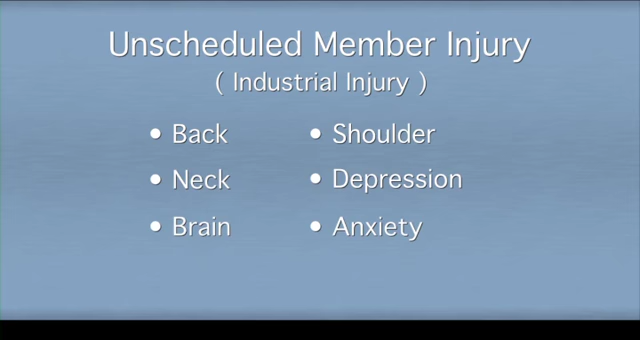 Unscheduled Member Injury
( Industrial Injury )
• Back
• Neck
• Brain
• Shoulder
• Depression
• Anxiety